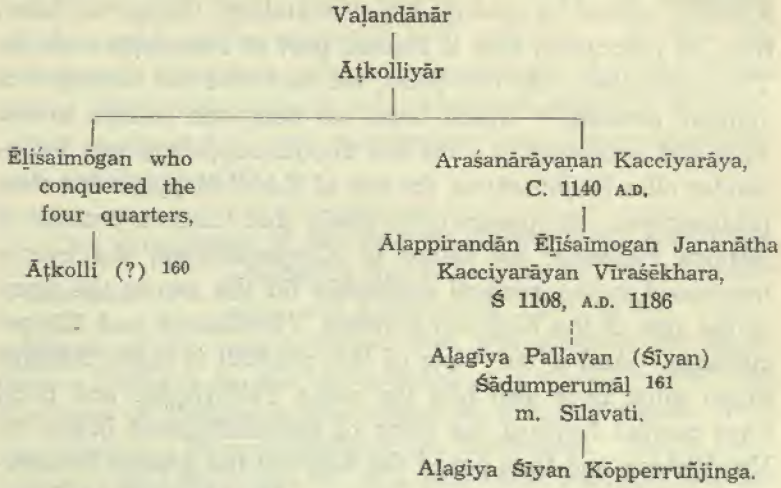 Vaḷandānār
Āṭkolliyār
Ēḻiśaimōgan who
conquered the
four quarters,
Āṭkolli (?) 160
Araśanārāyaṇan Kaccīyarāya,
C. 1140 A.D.
Āḷappirandān Ēḻīśaīmogan Jananātha
Kacciyarāyan Vīraśēkhara,
Ś 1108, A.D. 1186
Aḻagīya Pallavan (Śīyan)
Śāḍumperumāḷ 161
m. Sīlavati.
Aḻagiya Śīyan Kōpperruñjinga.